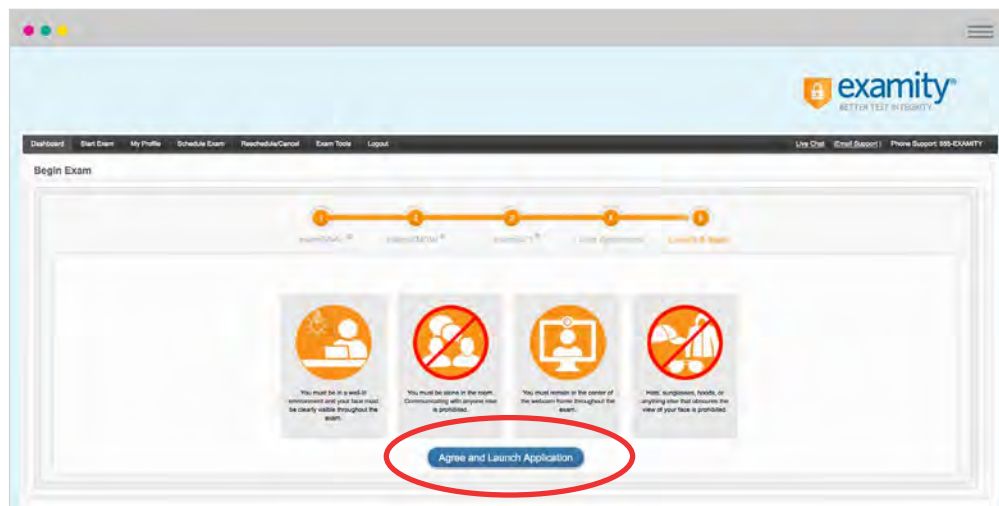 examity®
BETTER TEST INTEGRITY
Dashboard Start Exam My Profile Schedule Exam Reschedule/Cancel Exam Tools Logout
Live Chat (Email Support) Phone Support 855-EXAMITY
Begin Exam
1 2 3 4 5
User Agreement Launch & Begin
You must be in a well-lit
environment and your face must
be clearly visible throughout the
exam.
You must be alone in the room.
Communicating with anyone else
is prohibited.
You must remain in the center of
the webcam frame throughout the
exam.
Hats, sunglasses, hoods, or
anything else that obscures the
view of your face is prohibited.
Agree and Launch Application